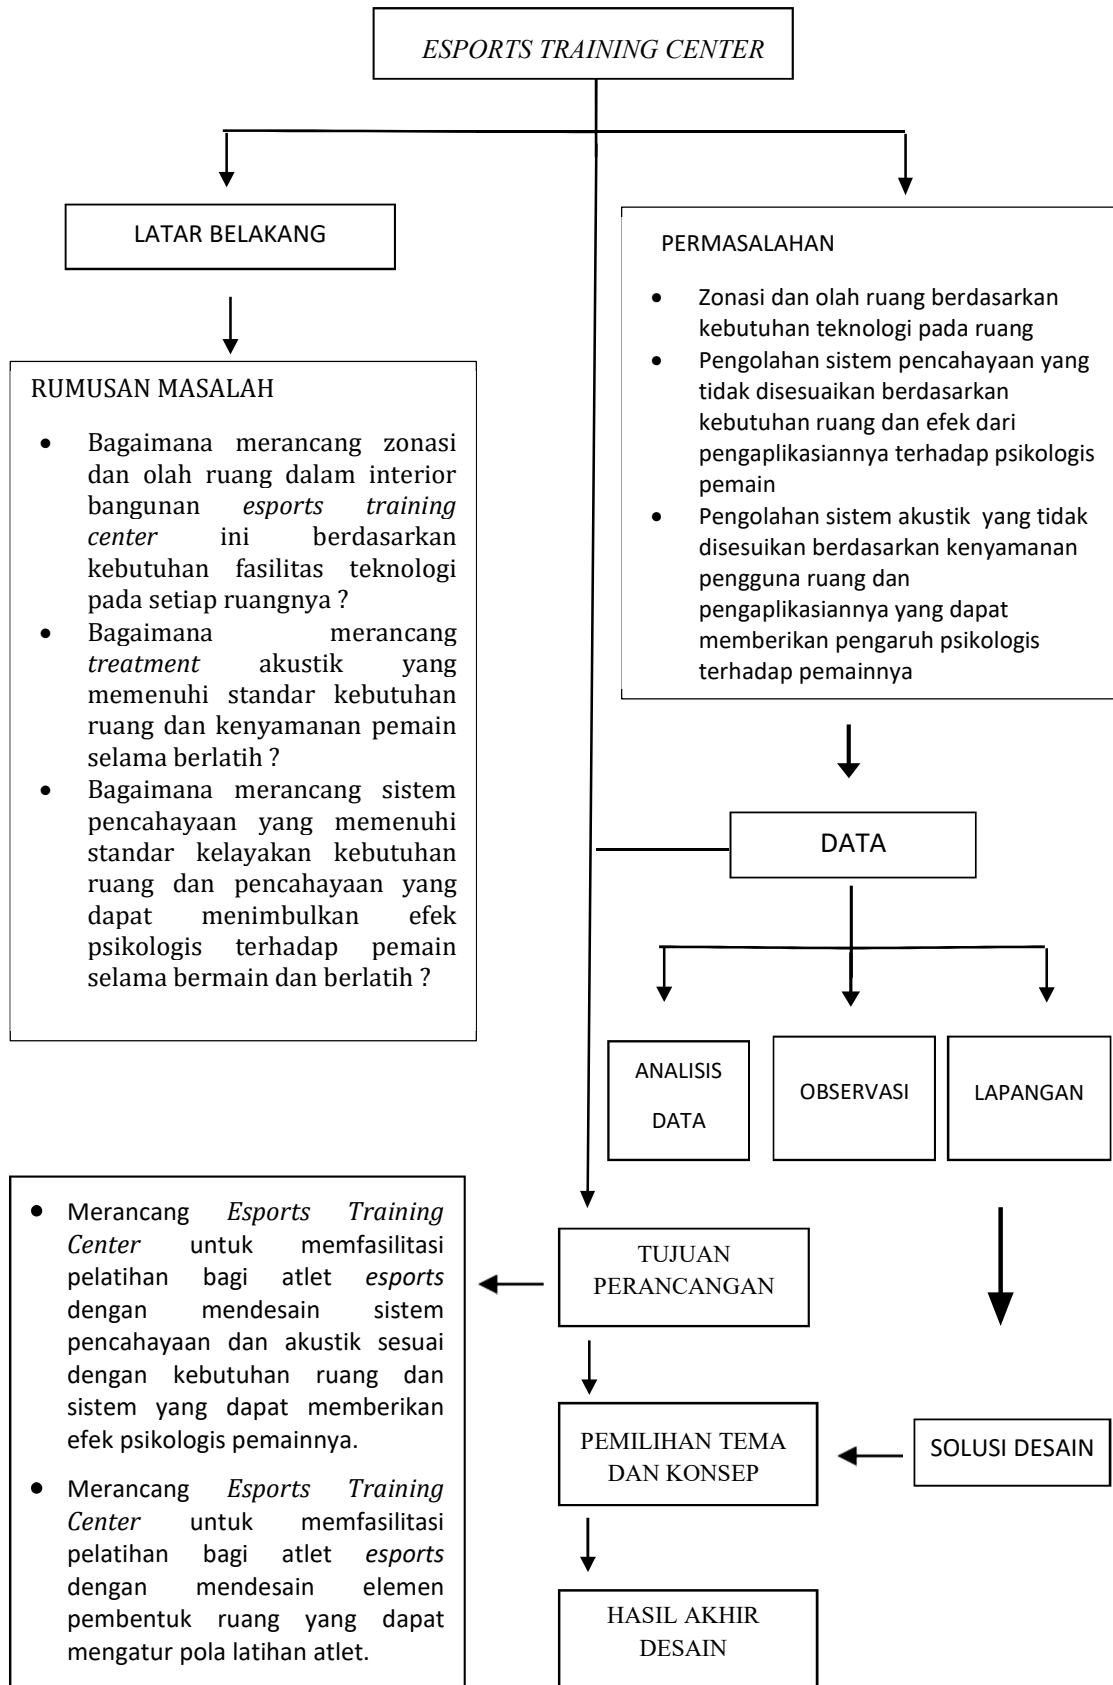 ESPORTS TRAINING CENTER
LATAR BELAKANG
RUMUSAN MASALAH
• Bagaimana merancang zonasi
dan olah ruang dalam interior
bangunan esports training
center ini berdasarkan
kebutuhan fasilitas teknologi
pada setiap ruangnya ?
• Bagaimana merancang
treatment akustik yang
memenuhi standar kebutuhan
ruang dan kenyamanan pemain
selama berlatih ?
• Bagaimana merancang sistem
pencahayaan yang memenuhi
standar kelayakan kebutuhan
ruang dan pencahayaan yang
dapat menimbulkan efek
psikologis terhadap pemain
selama bermain dan berlatih ?
PERMASALAHAN
• Zonasi dan olah ruang berdasarkan
kebutuhan teknologi pada ruang
• Pengolahan sistem pencahayaan yang
tidak disesuaikan berdasarkan
kebutuhan ruang dan efek dari
pengaplikasiannya terhadap psikologis
pemain
• Pengolahan sistem akustik yang tidak
disesuikan berdasarkan kenyamanan
pengguna ruang dan
pengaplikasiannya yang dapat
memberikan pengaruh psikologis
terhadap pemainnya
DATA
ANALISIS
DATA
OBSERVASI
LAPANGAN
TUJUAN
PERANCANGAN
• Merancang Esports Training
Center untuk memfasilitasi
pelatihan bagi atlet esports
dengan mendesain sistem
pencahayaan dan akustik sesuai
dengan kebutuhan ruang dan
sistem yang dapat memberikan
efek psikologis pemainnya.
• Merancang Esports Training
Center untuk memfasilitasi
pelatihan bagi atlet esports
dengan mendesain elemen
pembentuk ruang yang dapat
mengatur pola latihan atlet.
PEMILIHAN TEMA
DAN KONSEP
SOLUSI DESAIN
HASIL AKHIR
DESAIN